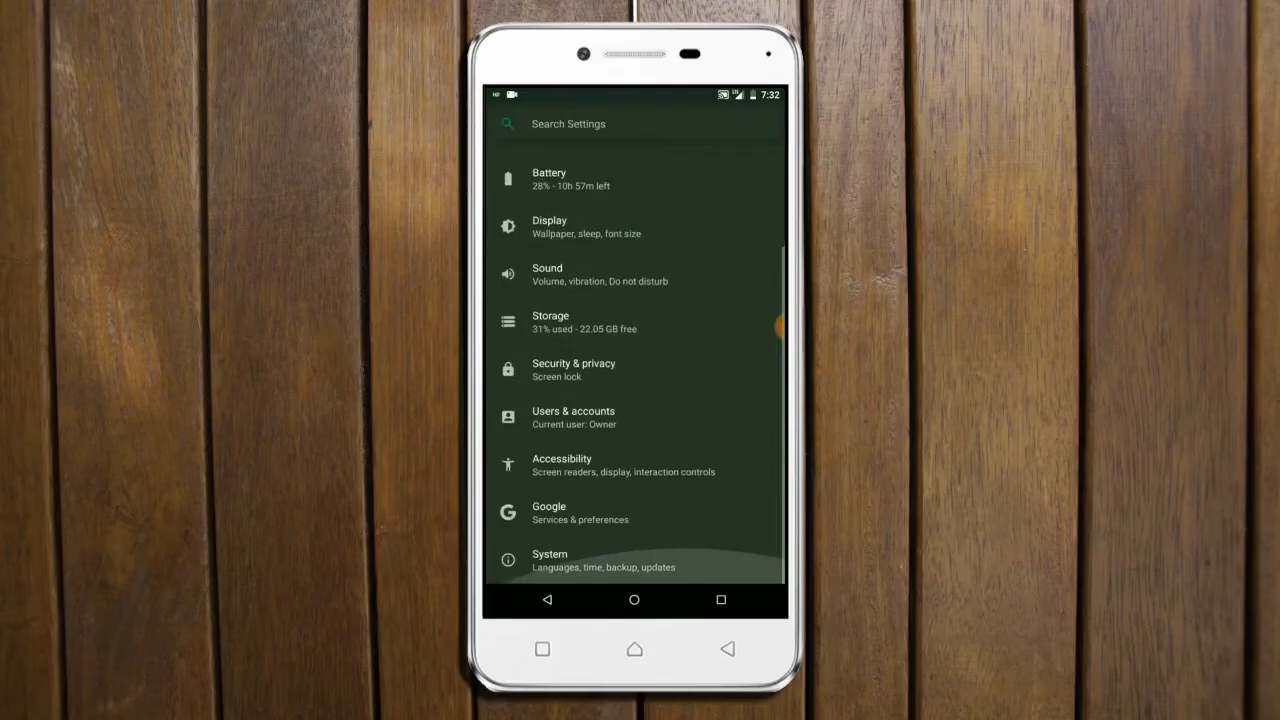 HD
LTE
7:32
Search Settings
Battery
28% - 10h 57m left
Display
Wallpaper, sleep, font size
Sound
Volume, vibration, Do not disturb
Storage
31% used - 22.05 GB free
Security & privacy
Screen lock
Users & accounts
Current user: Owner
Accessibility
Screen readers, display, interaction controls
Google
Services & preferences
System
Languages, time, backup, updates